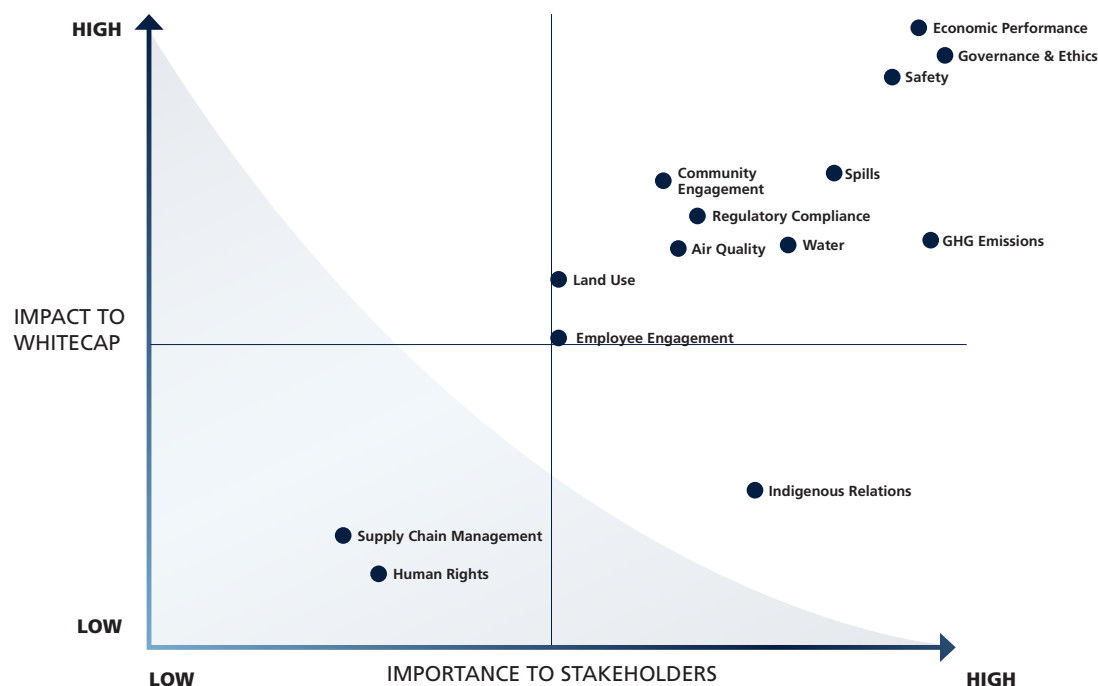 HIGH
Economic Performance
Governance & Ethics
Safety
Community
Engagement
Spills
Regulatory Compliance
Air Quality
Water
GHG Emissions
Land Use
IMPACT TO
WHITECAP
Employee Engagement
Indigenous Relations
Supply Chain Management
Human Rights
LOW
LOW
IMPORTANCE TO STAKEHOLDERS
HIGH